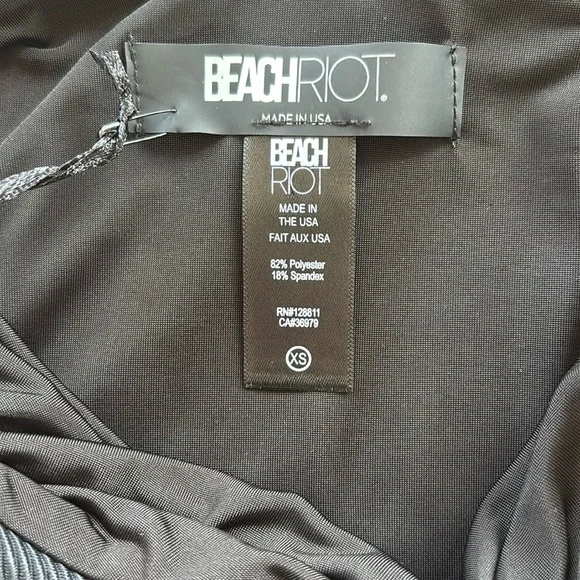 BEACHRIOT.
MADE IN USA
BEACH
RIOT
MADE IN
THE USA
FAIT AUX USA
82% Polyester
18% Spandex
RN#128811
CA#36979
XS